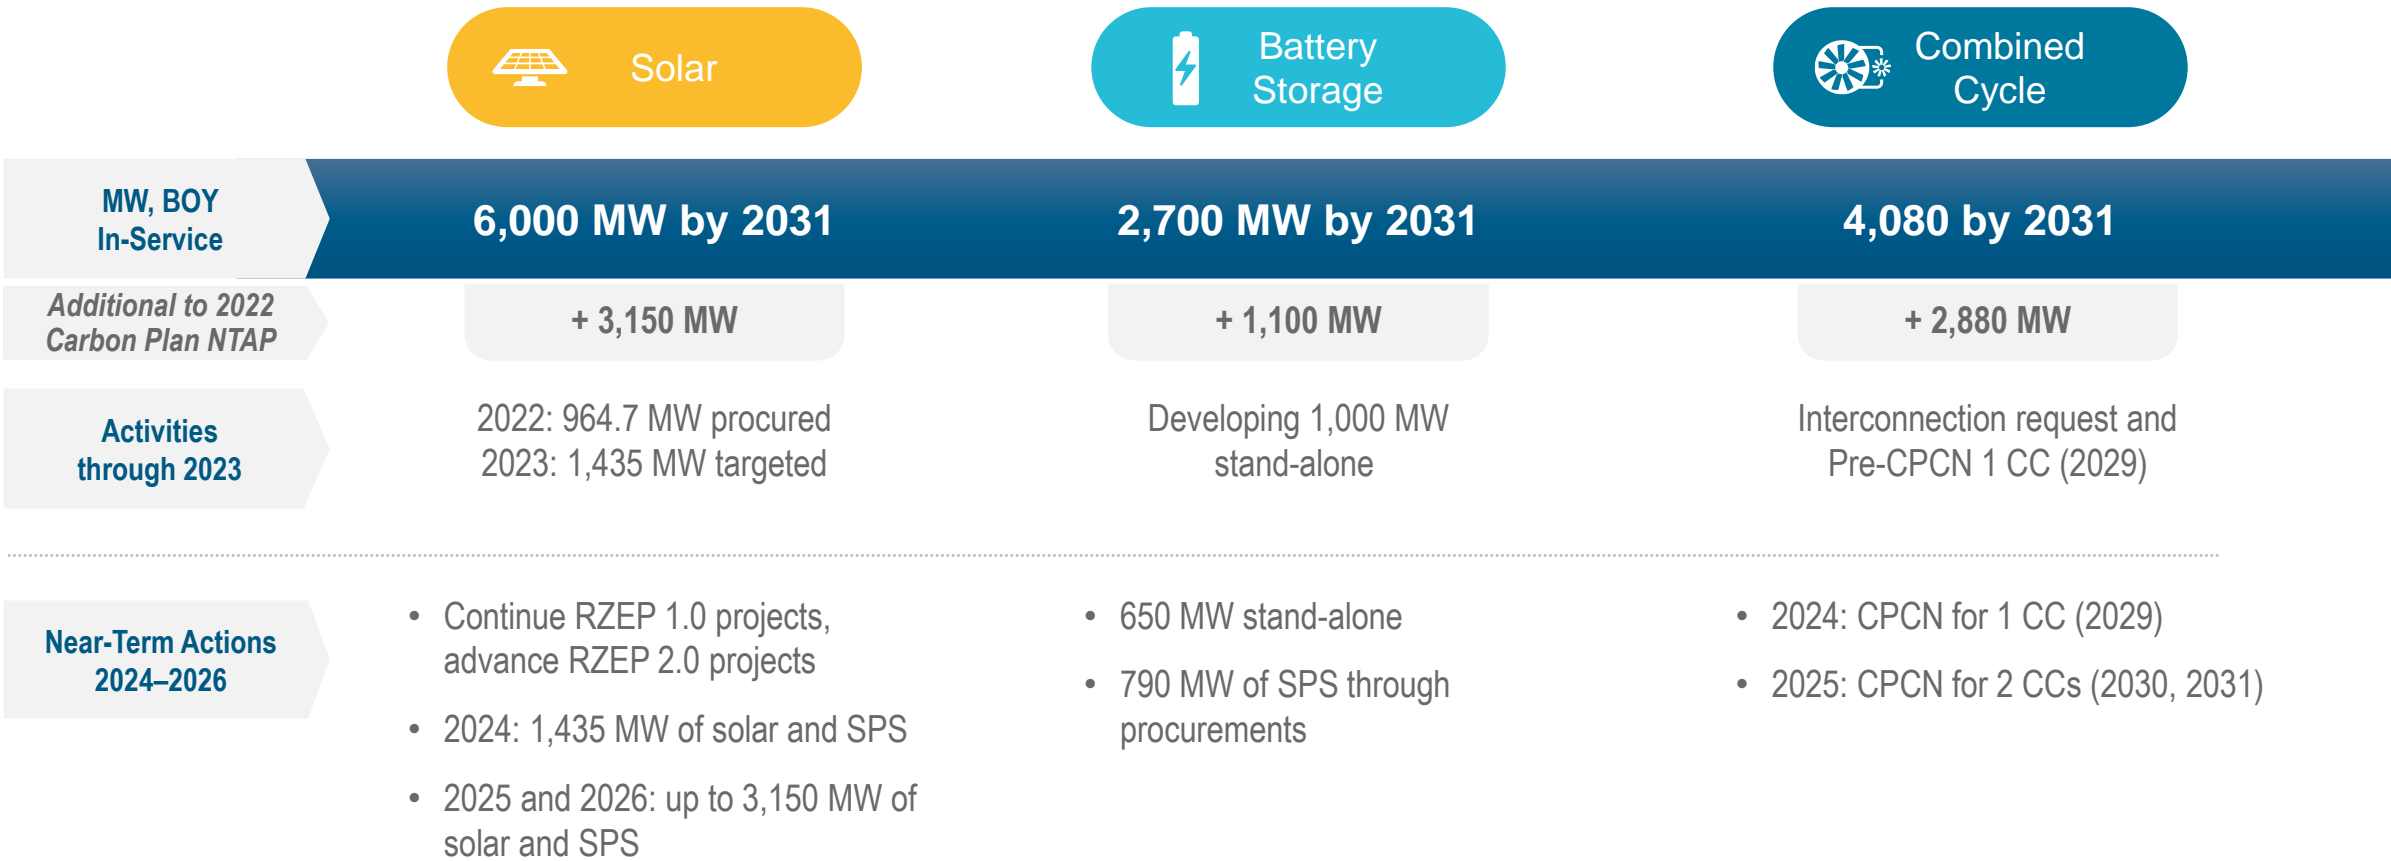 Solar
Battery
Storage
Combined
Cycle
MW, BOY
In-Service
6,000 MW by 2031
2,700 MW by 2031
4,080 by 2031
Additional to 2022
Carbon Plan NTAP
+ 3,150 MW
+ 1,100 MW
+ 2,880 MW
Activities
through 2023
2022: 964.7 MW procured
2023: 1,435 MW targeted
Developing 1,000 MW
stand-alone
Interconnection request and
Pre-CPCN 1 CC (2029)
Near-Term Actions
2024–2026
• Continue RZEP 1.0 projects,
advance RZEP 2.0 projects
• 2024: 1,435 MW of solar and SPS
• 2025 and 2026: up to 3,150 MW of
solar and SPS
• 650 MW stand-alone
• 790 MW of SPS through
procurements
• 2024: CPCN for 1 CC (2029)
• 2025: CPCN for 2 CCs (2030, 2031)